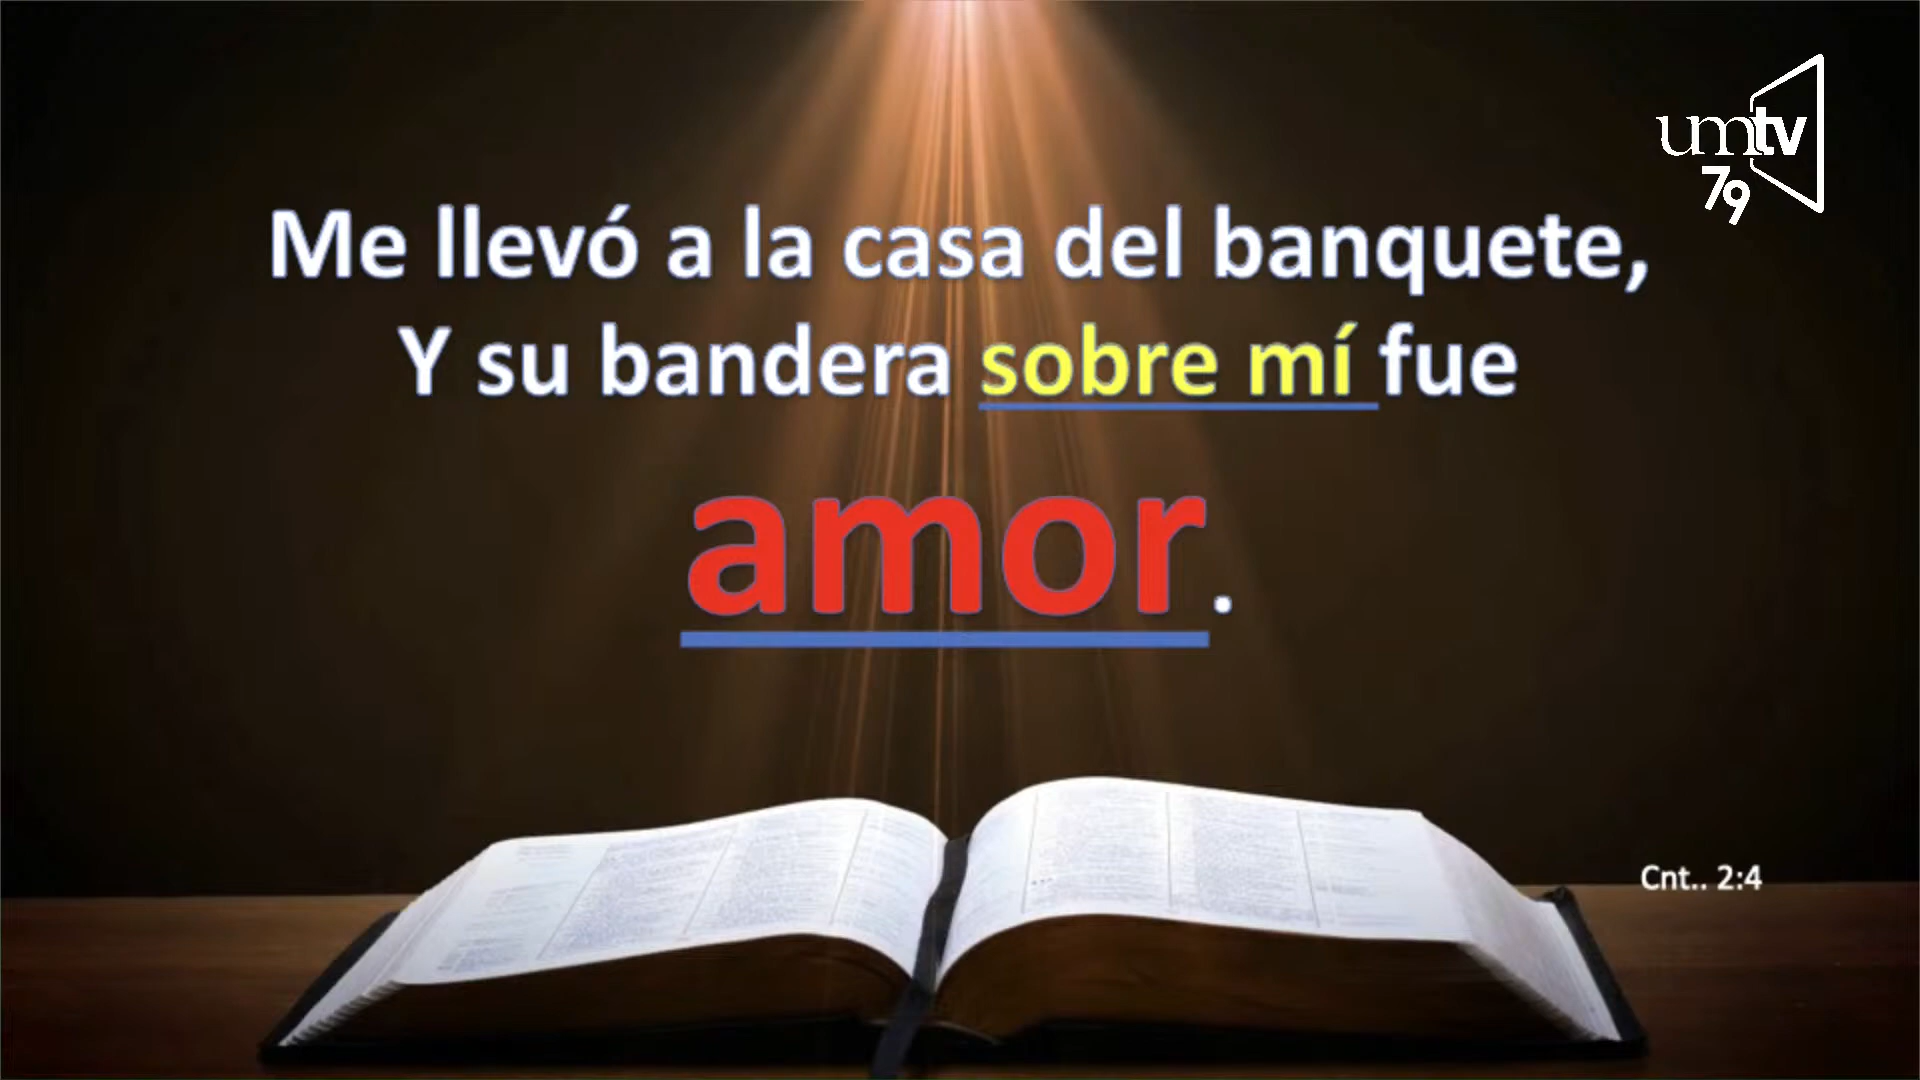 umtv
79
Me llevó a la casa del banquete,
Y su bandera sobre mí fue
amor.
Cnt.. 2:4